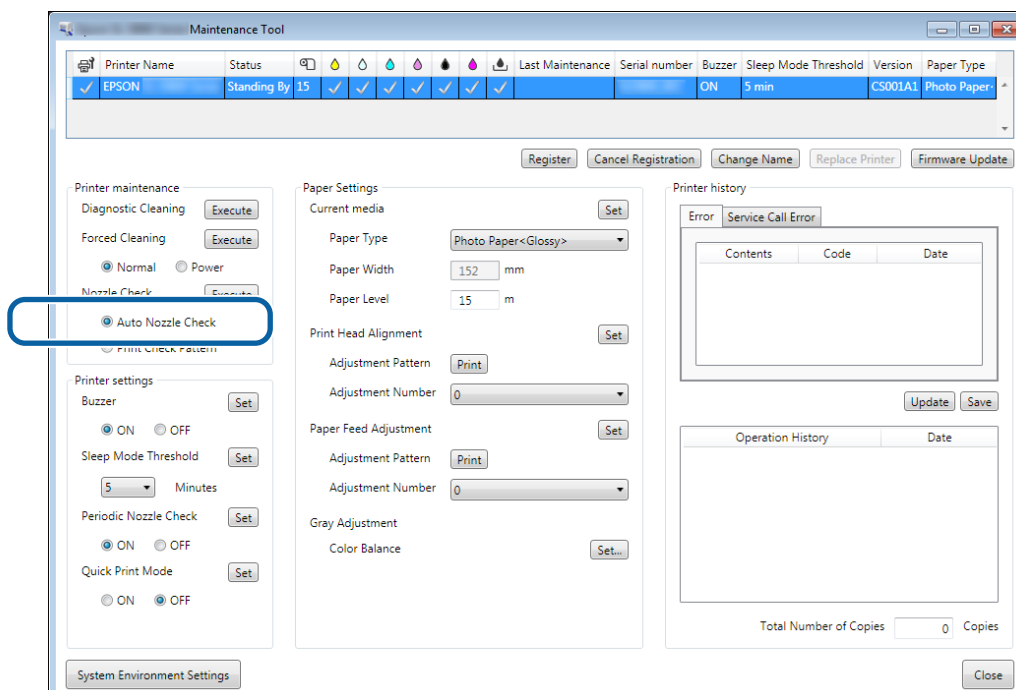 Maintenance Tool
Printer Name Status Last Maintenance Serial number Buzzer Sleep Mode Threshold Version Paper Type
EPSON Standing By 15 ON 5 min CS001A1 Photo Paper
Register Cancel Registration Change Name Replace Printer Firmware Update
Printer maintenance
Diagnostic Cleaning Execute
Forced Cleaning Execute
Normal Power
Nozzle Check Execute
Auto Nozzle Check
Print Check Pattern
Printer settings
Buzzer Set
ON OFF
Sleep Mode Threshold Set
5 Minutes
Periodic Nozzle Check Set
ON OFF
Quick Print Mode Set
ON OFF
Paper Settings
Current media Set
Paper Type Photo Paper<Glossy>
Paper Width 152 mm
Paper Level 15 m
Print Head Alignment Set
Adjustment Pattern Print
Adjustment Number 0
Paper Feed Adjustment Set
Adjustment Pattern Print
Adjustment Number 0
Gray Adjustment
Color Balance Set...
Printer history
Error Service Call Error
Contents Code Date
Update Save
Operation History Date
Total Number of Copies 0 Copies
System Environment Settings Close